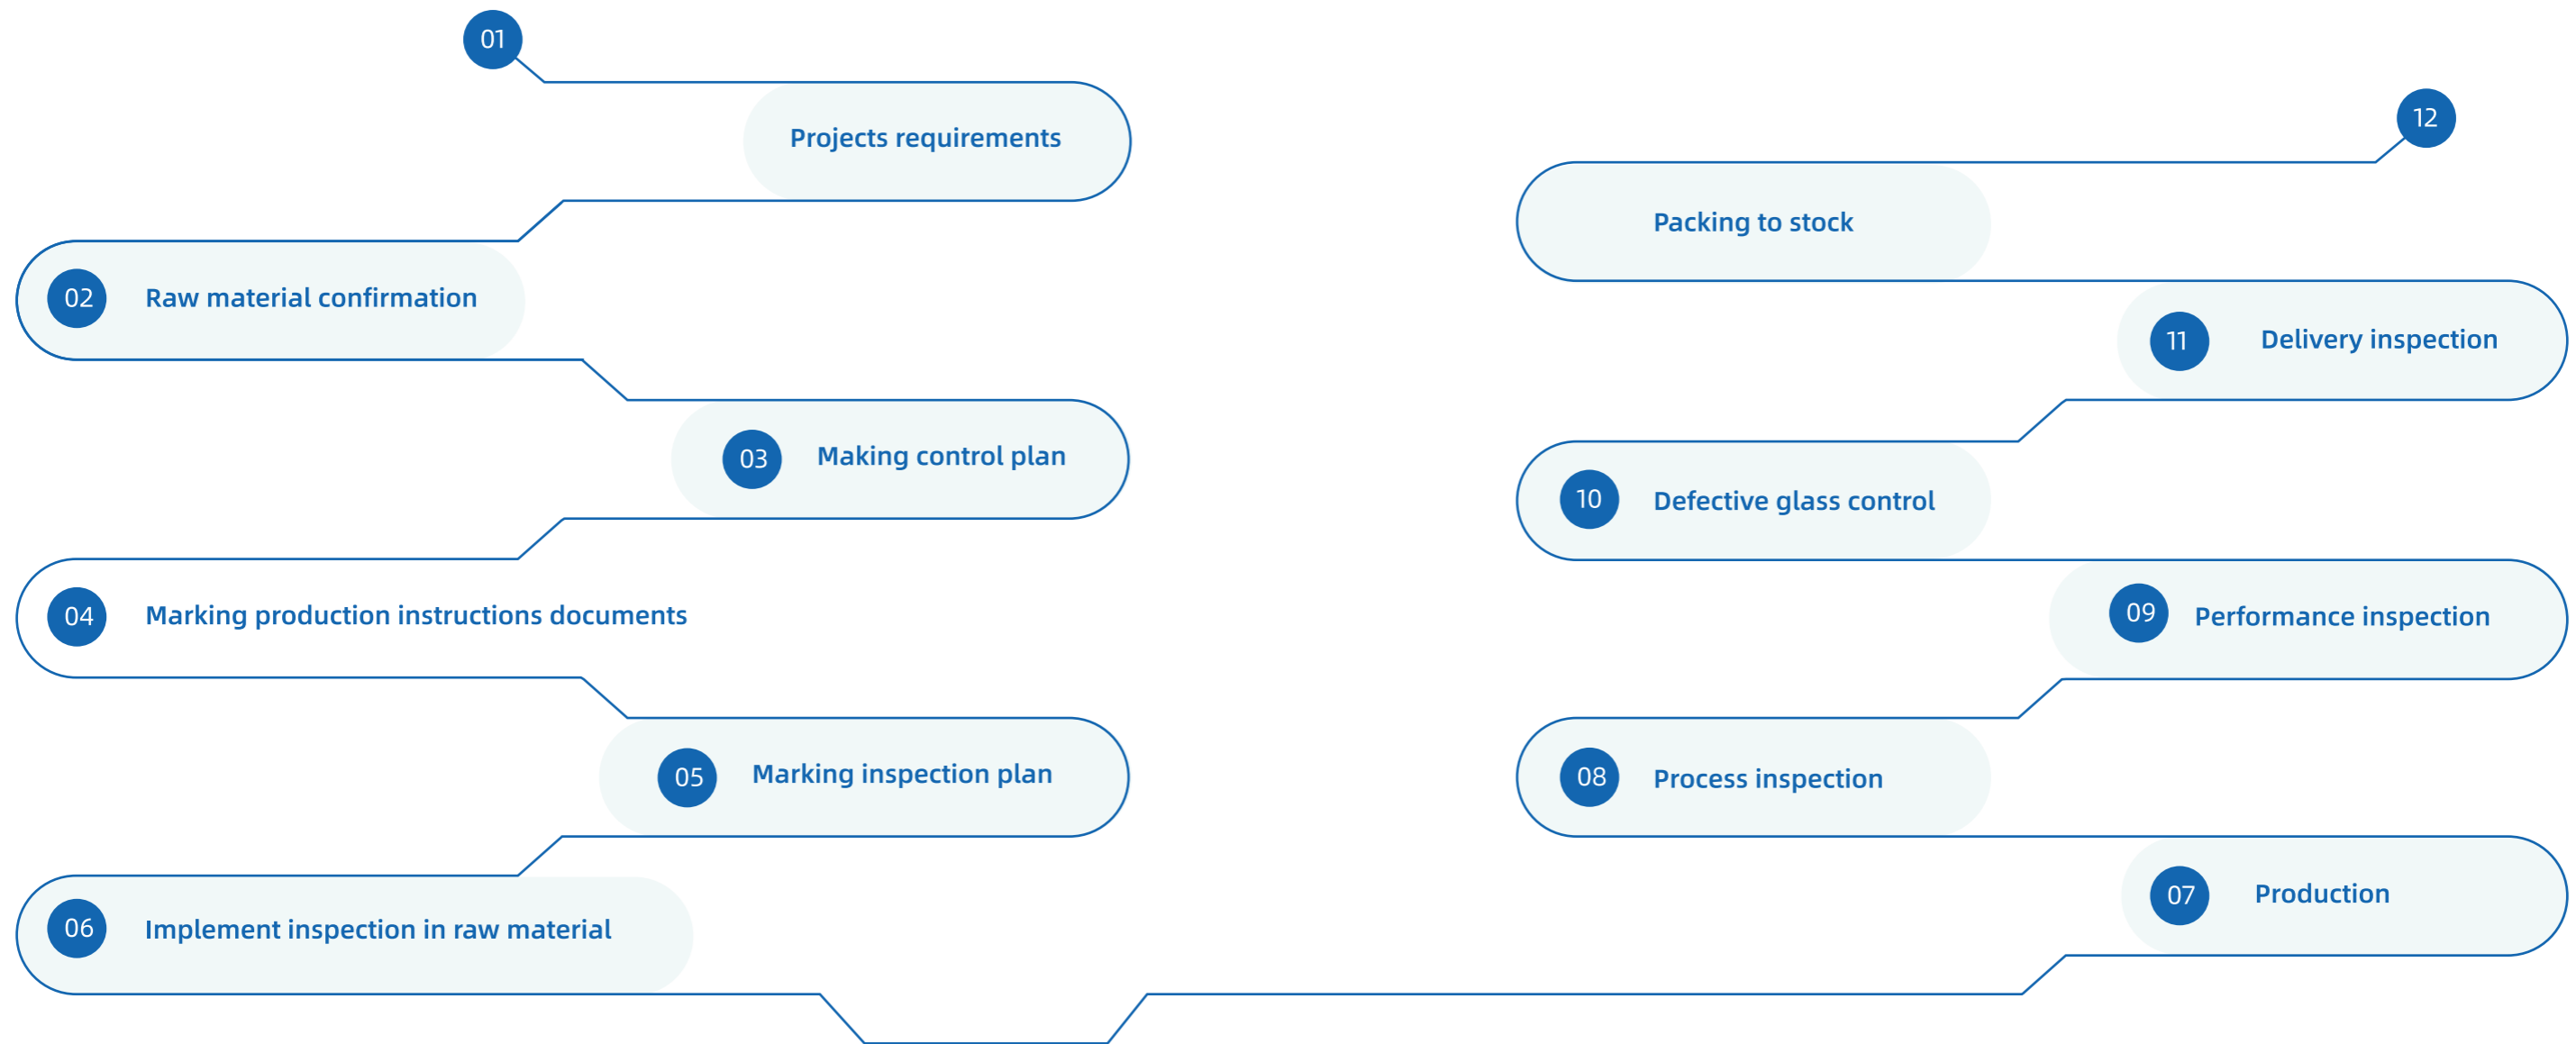 01
Projects requirements
02
Raw material confirmation
03
Making control plan
04
Marking production instructions documents
05
Marking inspection plan
06
Implement inspection in raw material
07
Production
08
Process inspection
09
Performance inspection
10
Defective glass control
11
Delivery inspection
12
Packing to stock